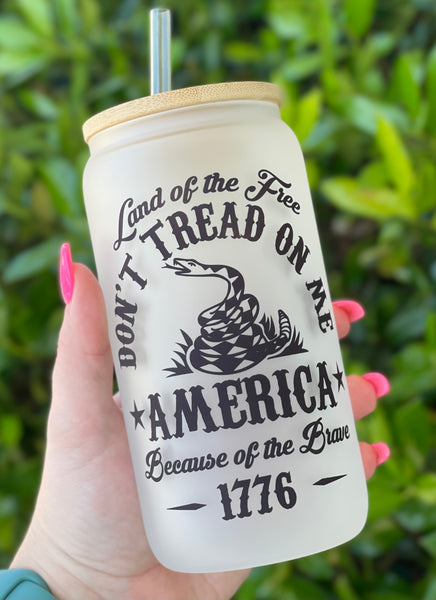 Land of the Free
DON'T TREAD ON ME
AMERICA
Because of the Brave
1776